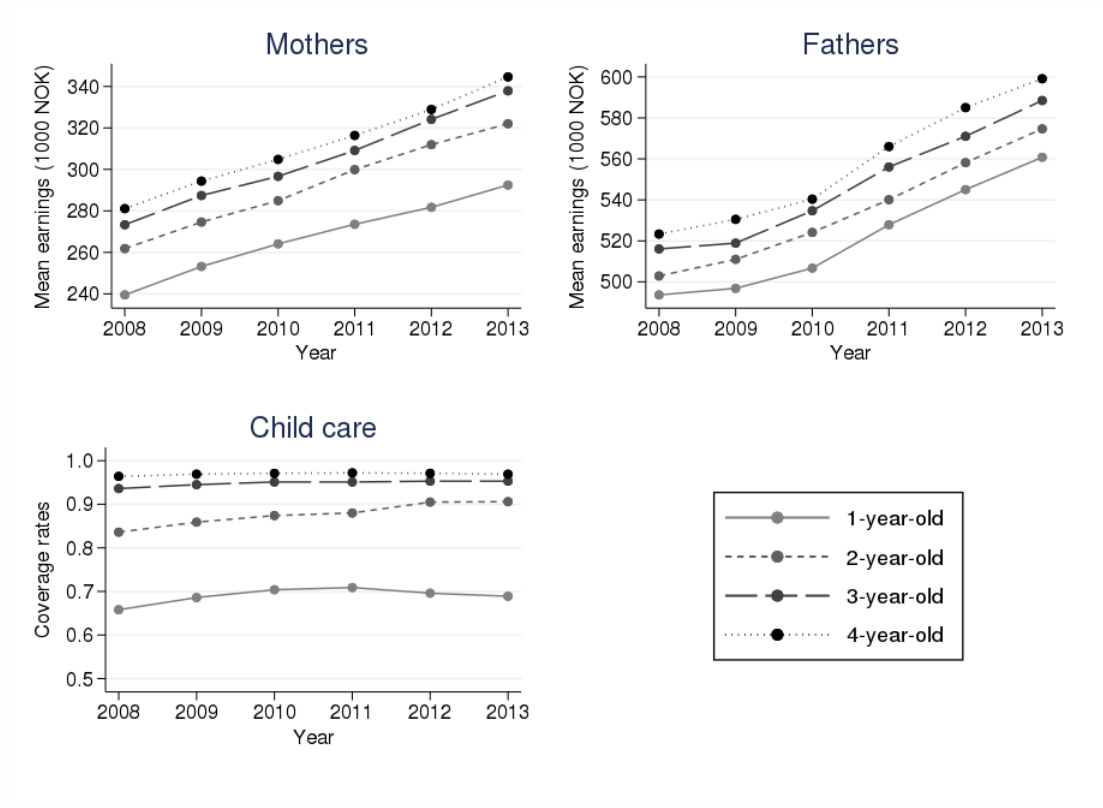 Mothers
Mean earnings (1000 NOK)
340
320
300
280
260
240
2008 2009 2010 2011 2012 2013
Year
Fathers
Mean earnings (1000 NOK)
600
580
560
540
520
500
2008 2009 2010 2011 2012 2013
Year
Child care
Coverage rates
1.0
0.9
0.8
0.7
0.6
0.5
2008 2009 2010 2011 2012 2013
Year
1-year-old
2-year-old
3-year-old
4-year-old